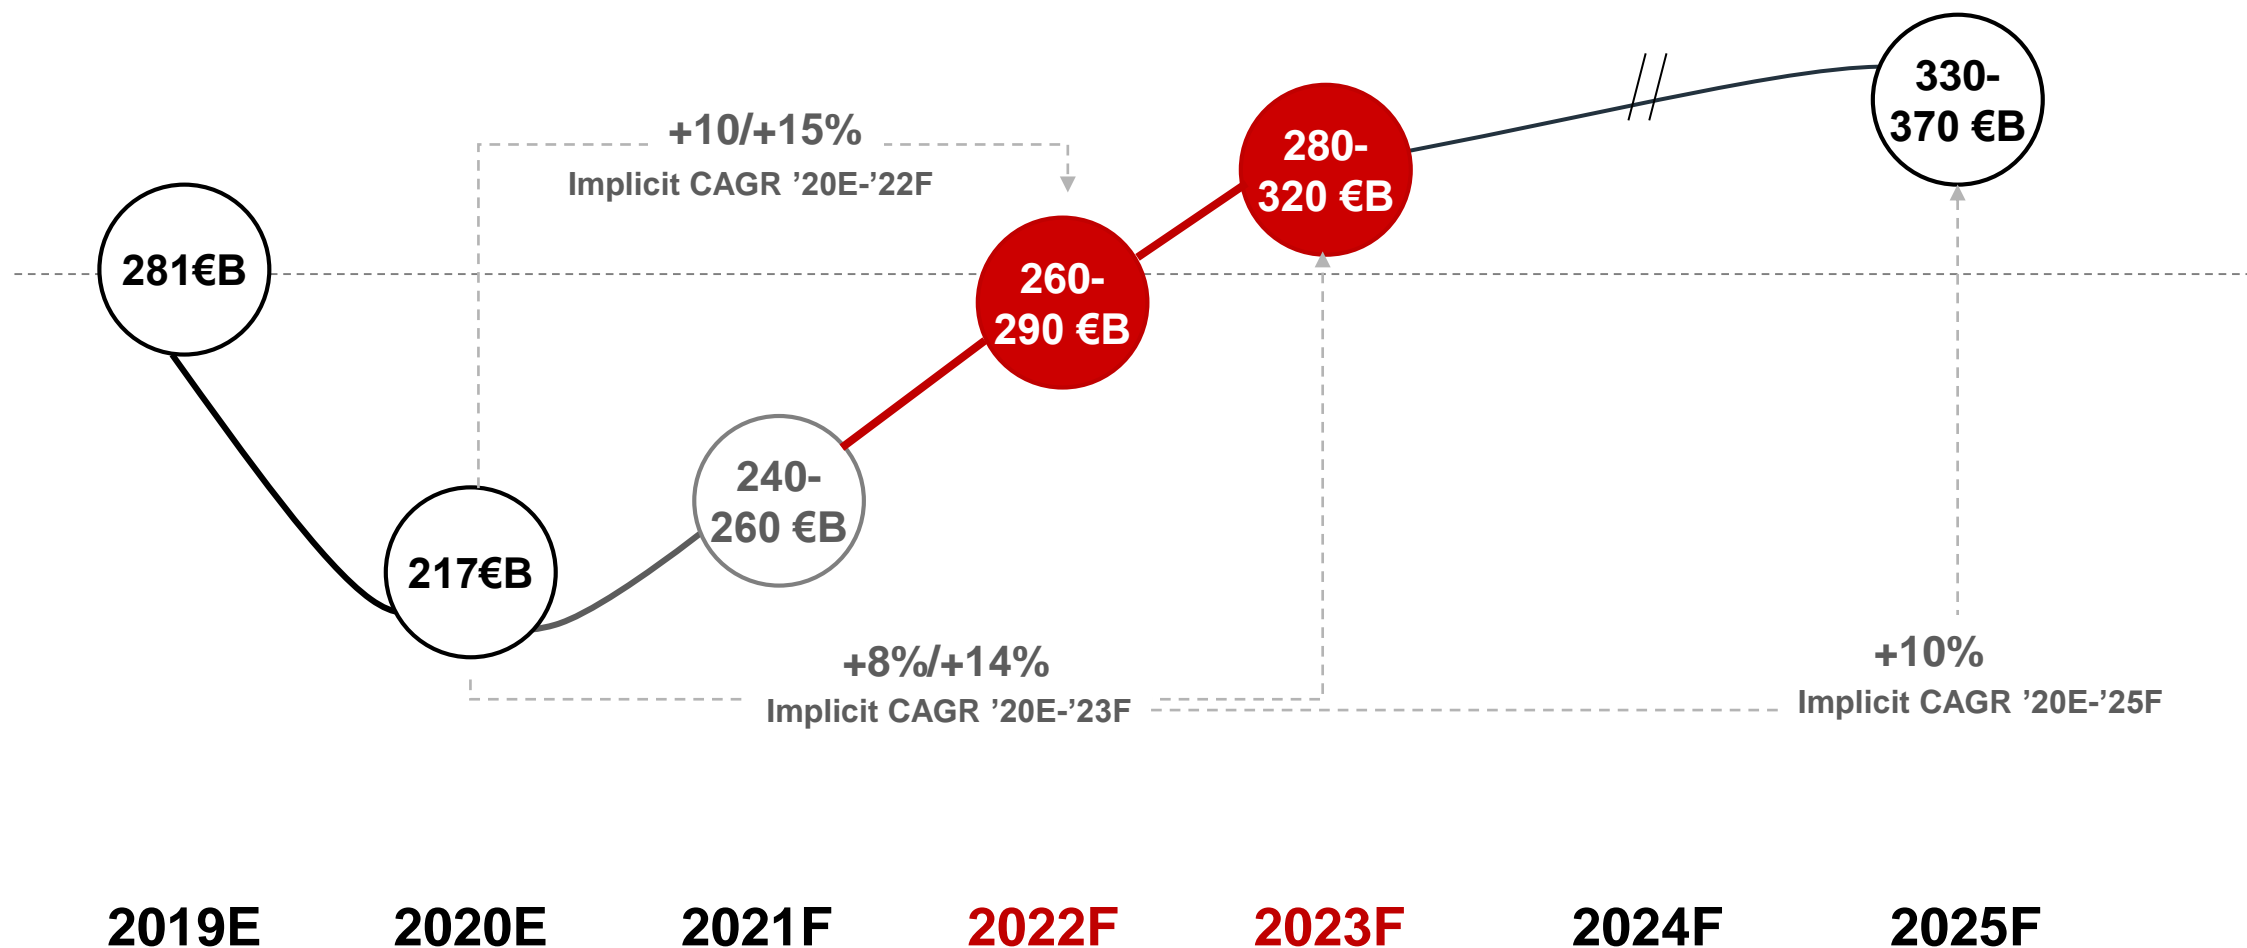 330-
370 €B
+10/+15%
Implicit CAGR ’20E-’22F
280-
320 €B
281€B
260-
290 €B
240-
260 €B
217€B
+8%/+14%
Implicit CAGR ’20E-’23F
+10%
Implicit CAGR ’20E-’25F
2019E 2020E 2021F 2022F 2023F 2024F 2025F